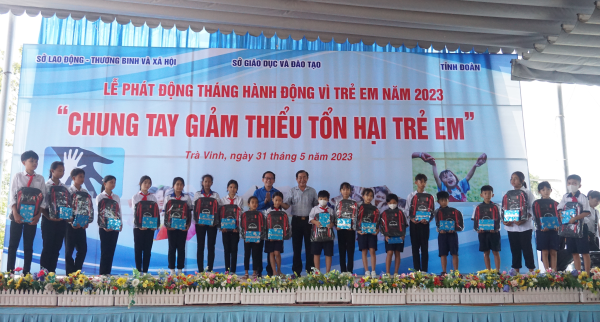 SỞ LAO ĐỘNG - THƯƠNG BINH VÀ XÃ HỘI
SỞ GIÁO DỤC VÀ ĐÀO TẠO
TỈNH ĐOÀN
LỄ PHÁT ĐỘNG THÁNG HÀNH ĐỘNG VÌ TRẺ EM NĂM 2023
“CHUNG TAY GIẢM THIỂU TỔN HẠI TRẺ EM”
Trà Vinh, ngày 31 tháng 5 năm 2023